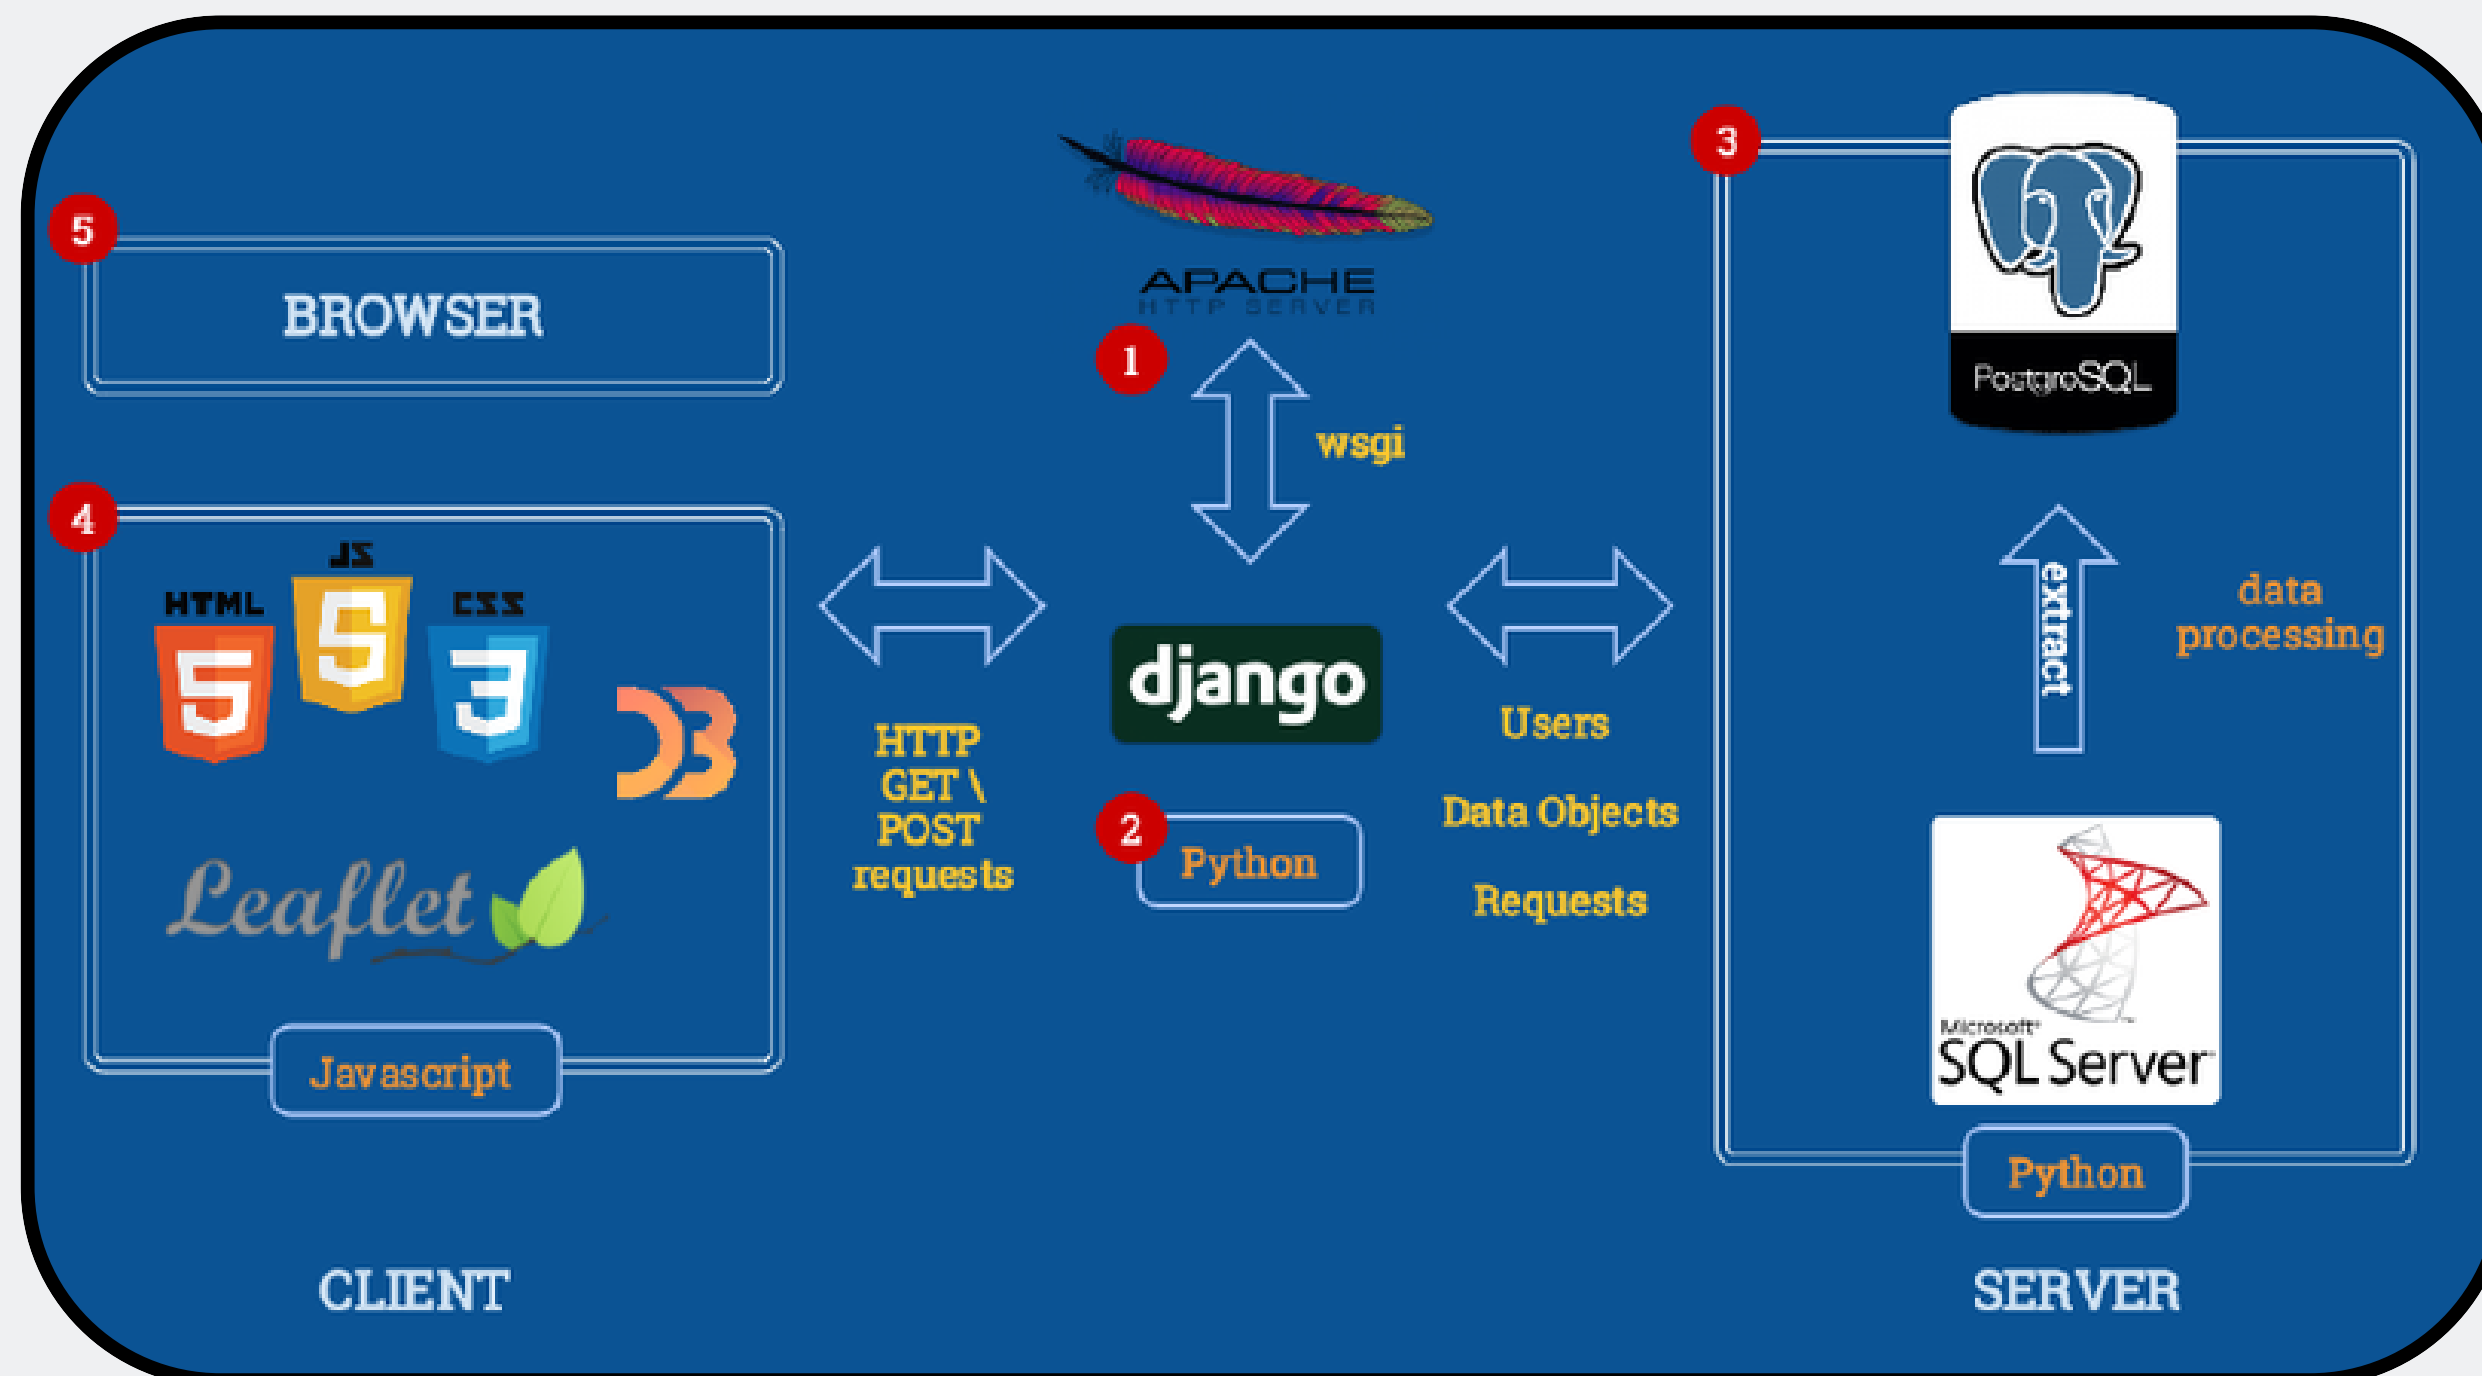 5
BROWSER
4
HTML
JS
CSS
5
5
3
D3
Leaflet
Javascript
CLIENT
APACHE
HTTP SERVER
1
wsgi
HTTP
GET \
POST
requests
django
2
Python
Users
Data Objects
Requests
3
PostgreSQL
extract
data
processing
Microsoft®
SQL Server
Python
SERVER